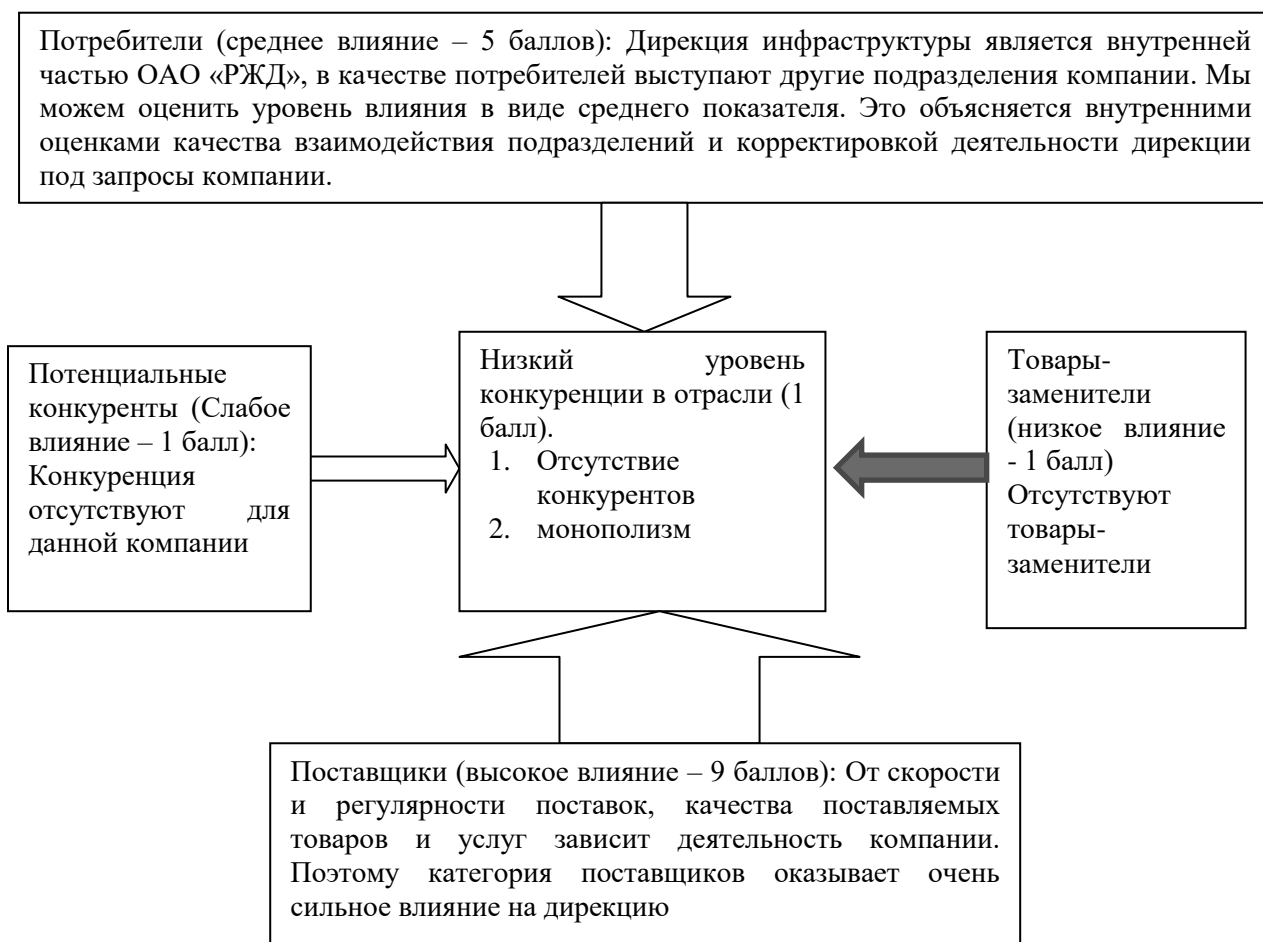 Потребители (среднее влияние – 5 баллов): Дирекция инфраструктуры является внутренней
частью ОАО «РЖД», в качестве потребителей выступают другие подразделения компании. Мы
можем оценить уровень влияния в виде среднего показателя. Это объясняется внутренними
оценками качества взаимодействия подразделений и корректировкой деятельности дирекции
под запросы компании.
Потенциальные
конкуренты (Слабое
влияние – 1 балл):
Конкуренция
отсутствуют для
данной компании
Низкий уровень
конкуренции в отрасли (1
балл).
1. Отсутствие
конкурентов
2. монополизм
Товары-
заменители
(низкое влияние
- 1 балл)
Отсутствуют
товары-
заменители
Поставщики (высокое влияние – 9 баллов): От скорости
и регулярности поставок, качества поставляемых
товаров и услуг зависит деятельность компании.
Поэтому категория поставщиков оказывает очень
сильное влияние на дирекцию